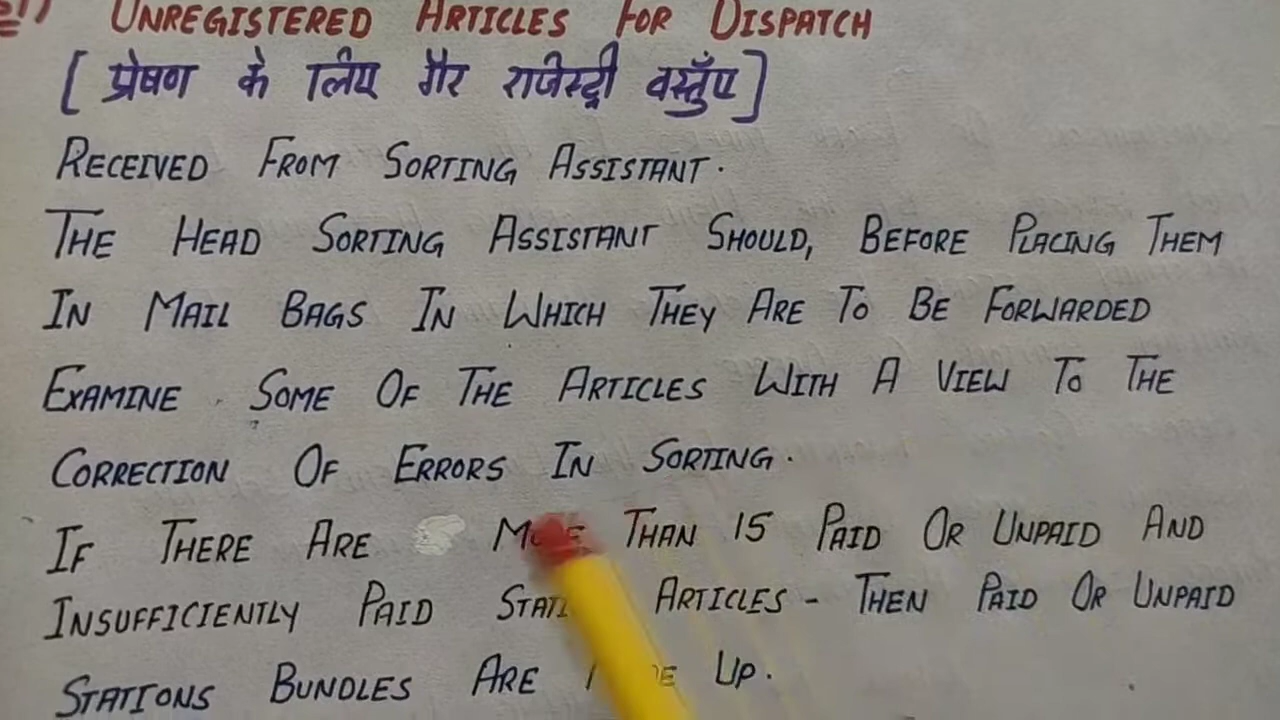 UNREGISTERED ARTICLES FOR DISPATCH
[ प्रेषण के लिए गैर राजेस्ट्री वस्तुँए ]
RECEIVED FROM SORTING ASSISTANT.
THE HEAD SORTING ASSISTANT SHOULD, BEFORE PLACING THEM
IN MAIL BAGS IN WHICH THEY ARE TO BE FORWARDED
EXAMINE SOME OF THE ARTICLES WITH A VIEW TO THE
CORRECTION OF ERRORS IN SORTING.
IF THERE ARE THAN 15 PAID OR UNPAID AND
INSUFFICIENTLY PAID ARTICLES - THEN PAID OR UNPAID
STATIONS BUNDLES ARE UP.